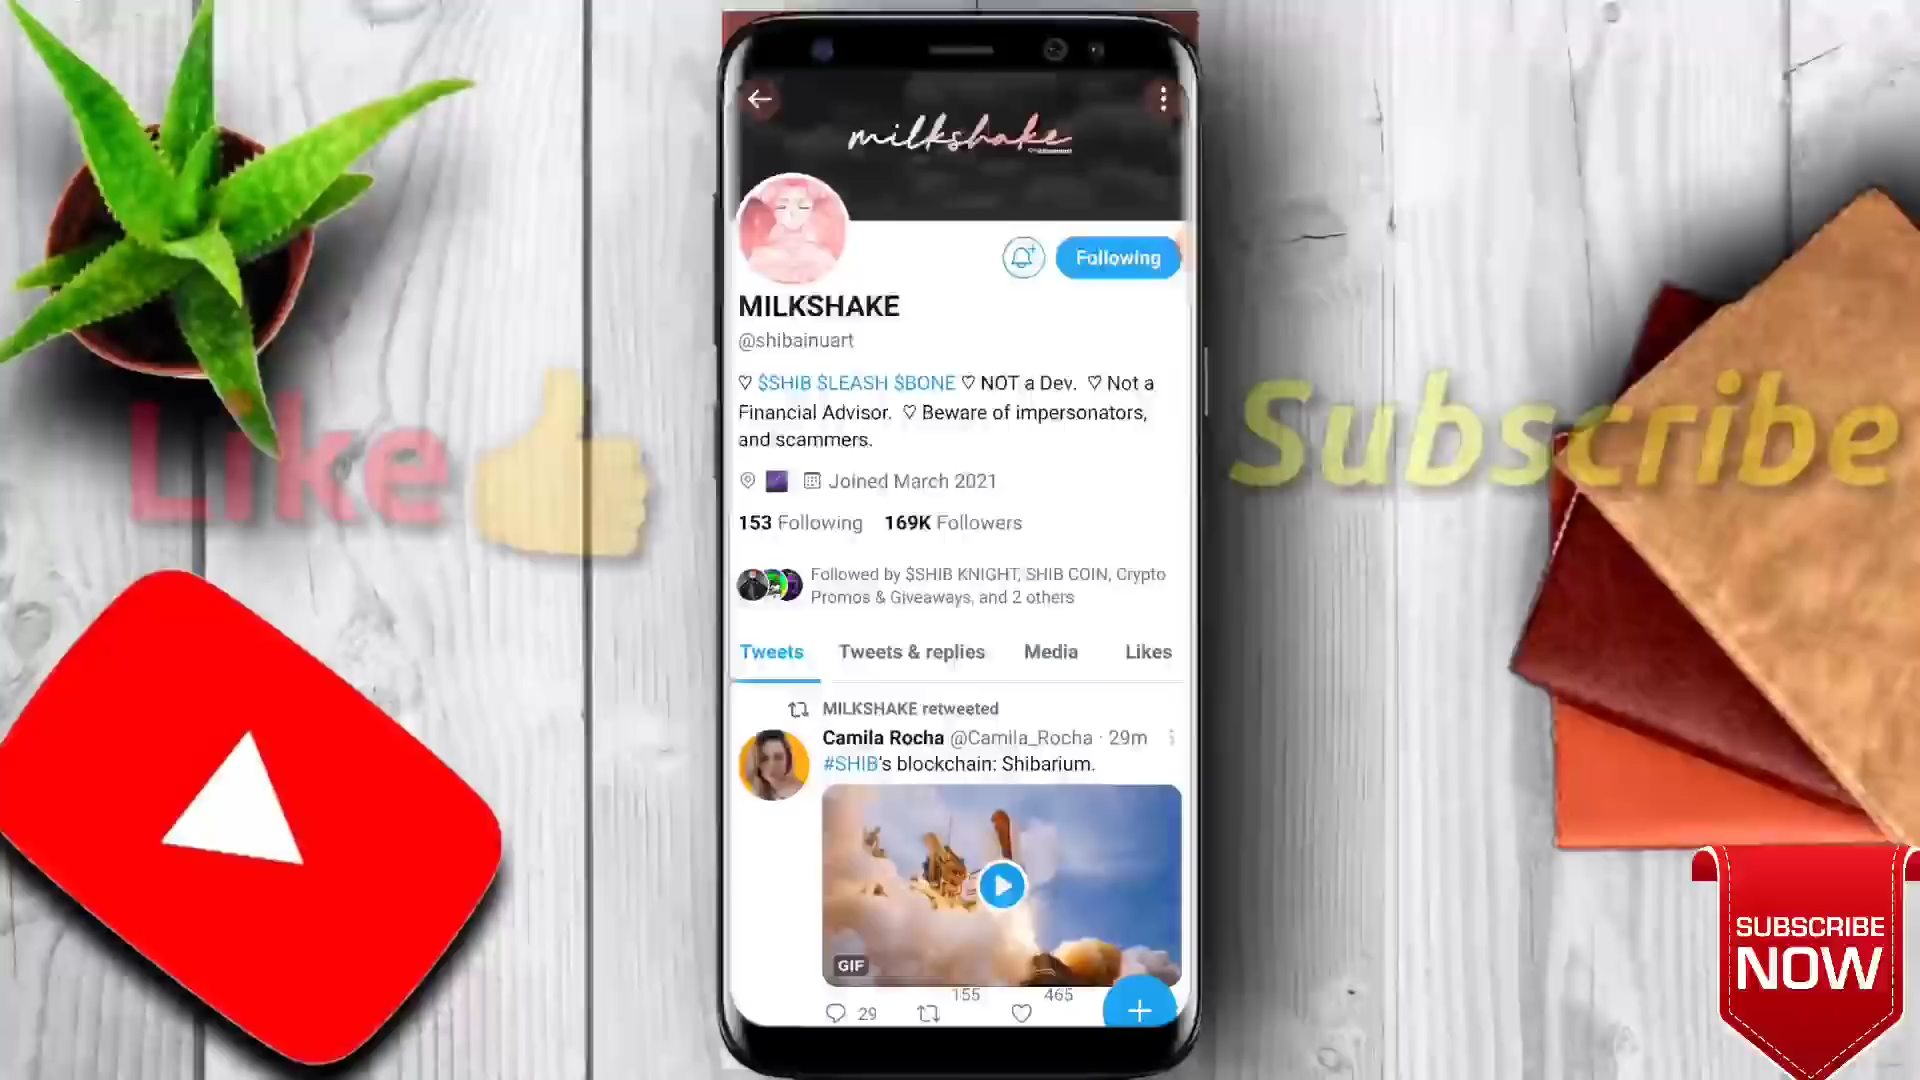 milkshake
Following
MILKSHAKE
@shibainuart
♡ $SHIB $LEASH $BONE ♡ NOT a Dev. ♡ Not a
Financial Advisor. ♡ Beware of impersonators,
and scammers.
Joined March 2021
153 Following 169K Followers
Followed by $SHIB KNIGHT, SHIB COIN, Crypto
Promos & Giveaways, and 2 others
Tweets Tweets & replies Media Likes
MILKSHAKE retweeted
Camila Rocha @Camila_Rocha · 29m
#SHIB's blockchain: Shibarium.
GIF
29 155 465
Like
Subscribe
SUBSCRIBE
NOW